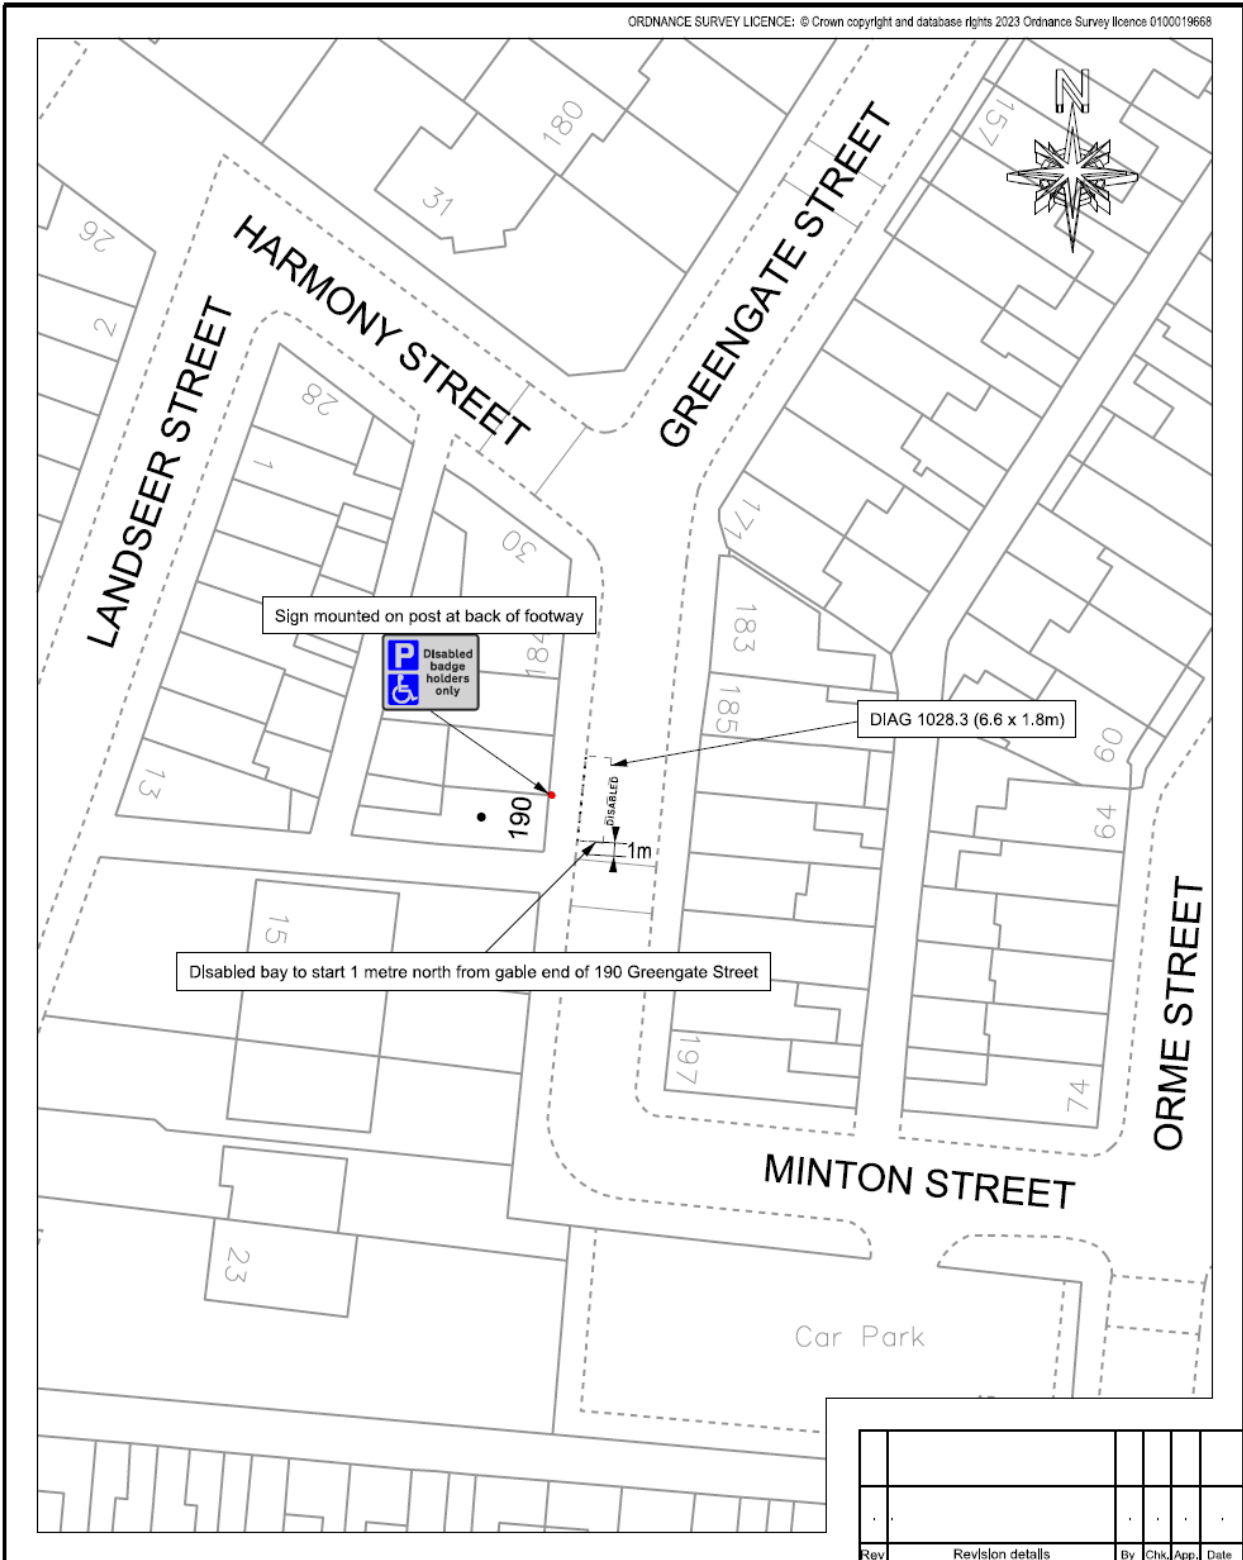 ORDNANCE SURVEY LICENCE: © Crown copyright and database rights 2023 Ordnance Survey licence 0100019668
N
157
180
31
26
HARMONY STREET
GREENGATE STREET
2
LANDSEER STREET
28
1
171
30
Sign mounted on post at back of footway
183
184
P Disabled
badge
holders
only
185
DIAG 1028.3 (6.6 x 1.8m)
60
13
DISABLED
190
64
1m
15
Disabled bay to start 1 metre north from gable end of 190 Greengate Street
ORME STREET
197
74
MINTON STREET
23
Car Park
Rev Revision details By Chk. App. Date